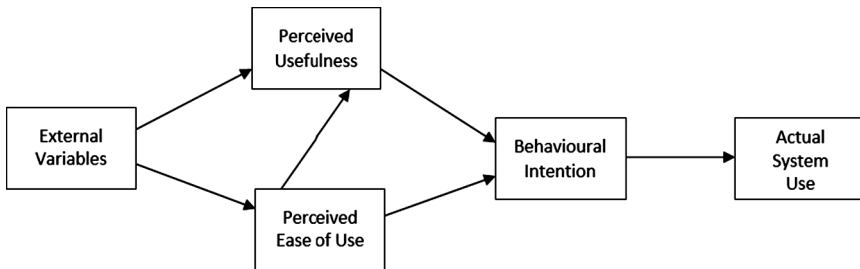 Perceived
Usefulness
External
Variables
Behavioural
Intention
Actual
System
Use
Perceived
Ease of Use